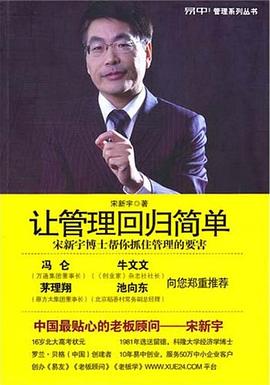 易中! 管理系列丛书
宋新宇 著
让管理回归简单
宋新宇博士帮你抓住管理的要害
冯仑 牛文文
(万通集团董事长) (《创业家》杂志社社长)
茅理翔 池向东 向您郑重推荐
(原方太集团董事长) (北京稻香村常务副总经理)
中国最贴心的老板顾问——宋新宇
16岁北大高考状元 1981年选送留德,科隆大学经济学博士
罗兰·贝格(中国)创建者 10年易中创业,服务50万中小企业客户
创办《易友》《老板顾问》《老板学》WWW.XUE24.COM 平台